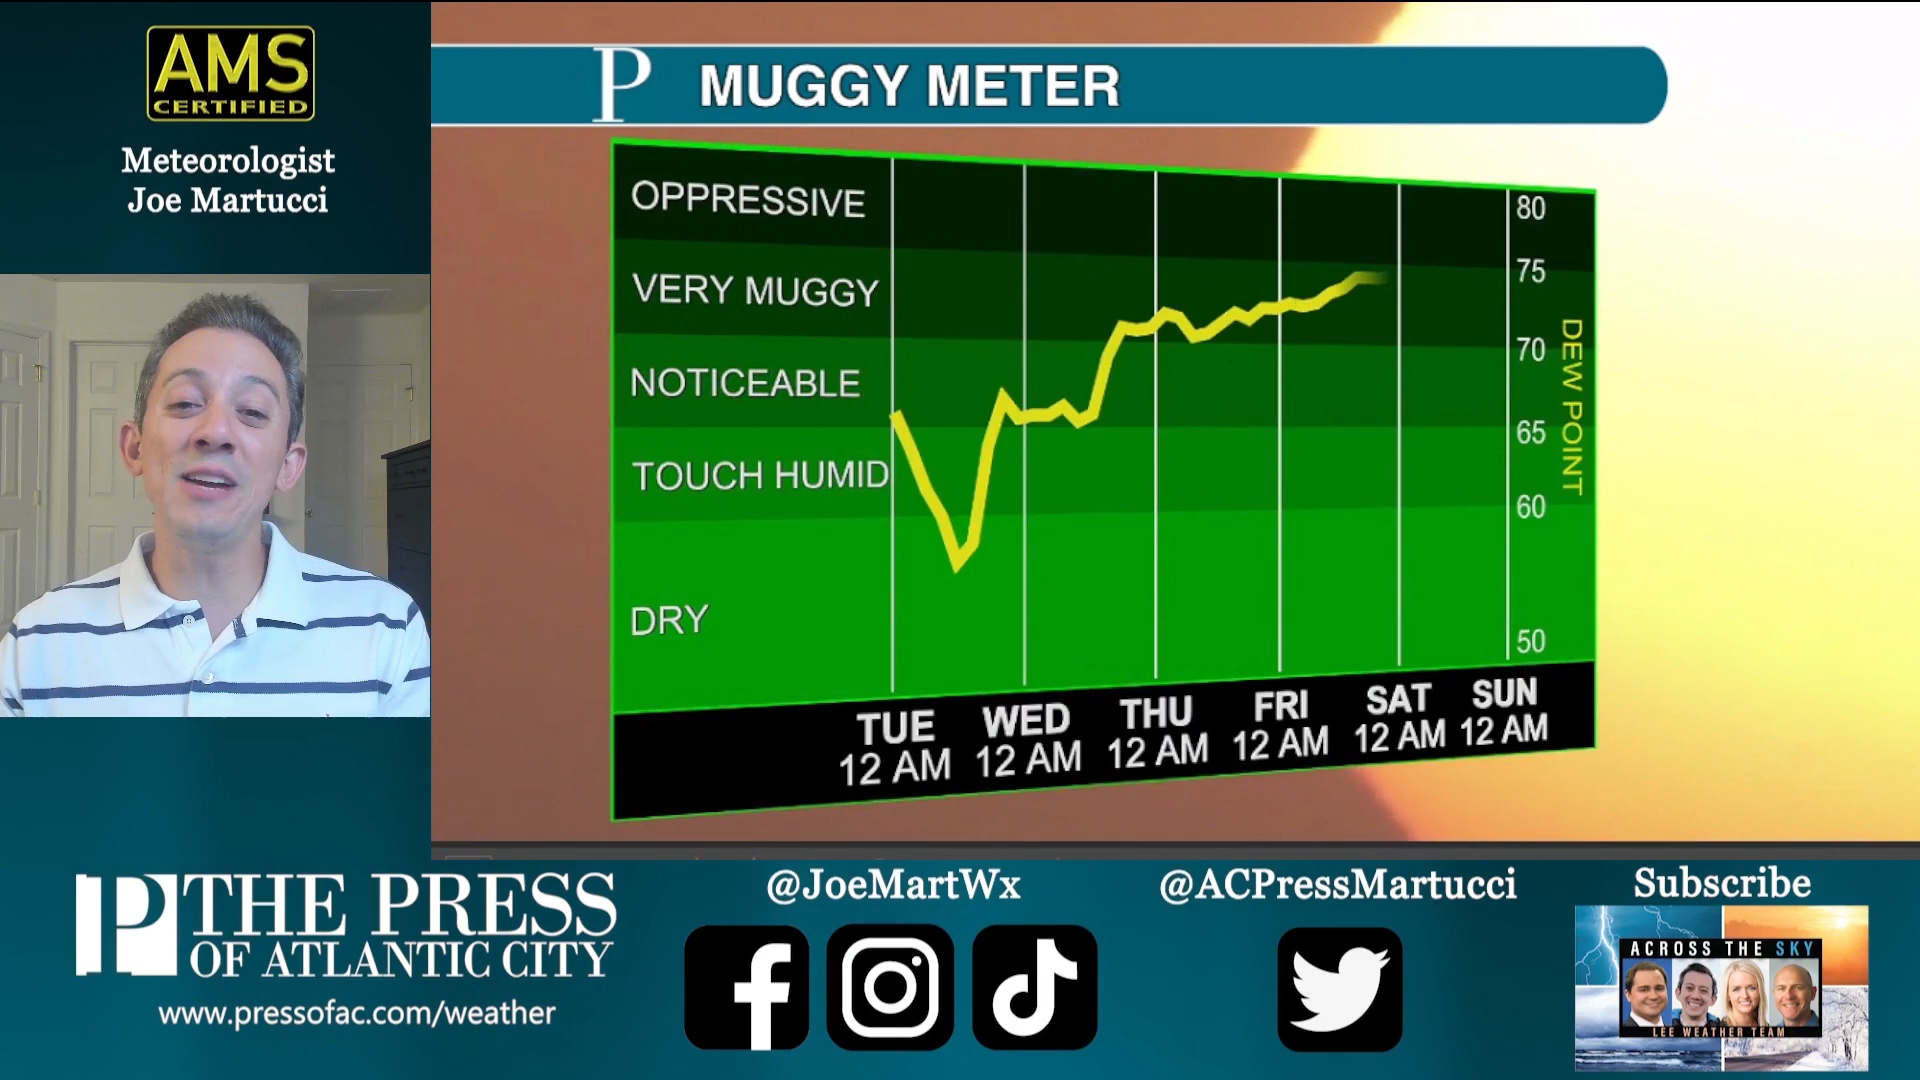 AMS
CERTIFIED
Meteorologist
Joe Martucci
P MUGGY METER
OPPRESSIVE
VERY MUGGY
NOTICEABLE
TOUCH HUMID
DRY
80
75
70
65
60
50
DEW POINT
TUE WED THU FRI SAT SUN
12 AM 12 AM 12 AM 12 AM 12 AM 12 AM
P THE PRESS
OF ATLANTIC CITY
www.pressofac.com/weather
@JoeMartWx
@ACPressMartucci
Subscribe
ACROSS THE SKY
LEE WEATHER TEAM